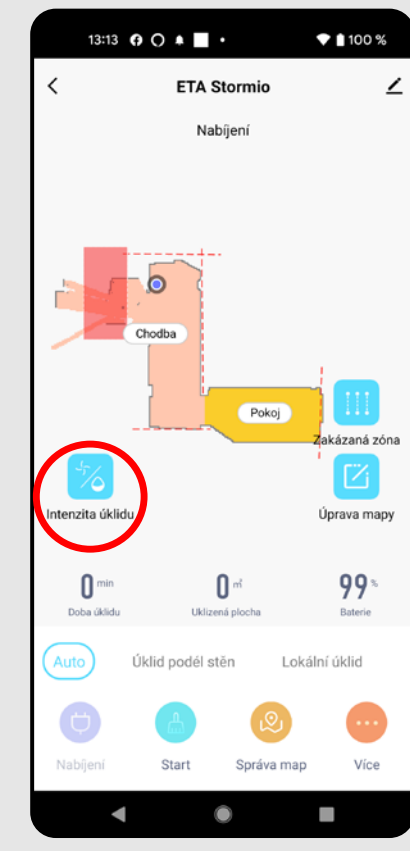 13:13 100 %
ETA Stormio
Nabíjení
Chodba
Pokoj
Zakázaná zóna
Intenzita úklidu
Úprava mapy
0 min 0 ㎡ 99 %
Doba úklidu Uklizená plocha Baterie
Auto Úklid podél stěn Lokální úklid
Nabíjení Start Správa map Více